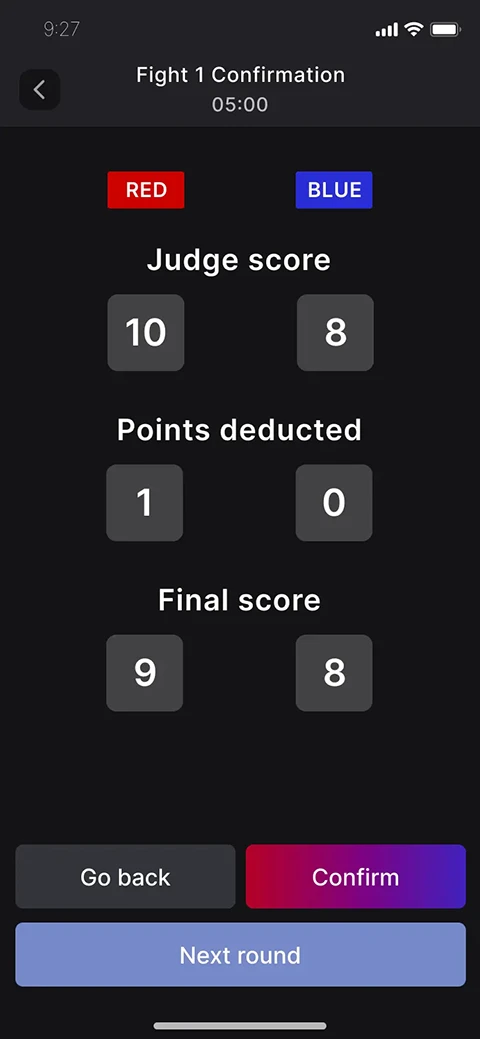 9:27
Fight 1 Confirmation
05:00
RED BLUE
Judge score
10 8
Points deducted
1 0
Final score
9 8
Go back Confirm
Next round